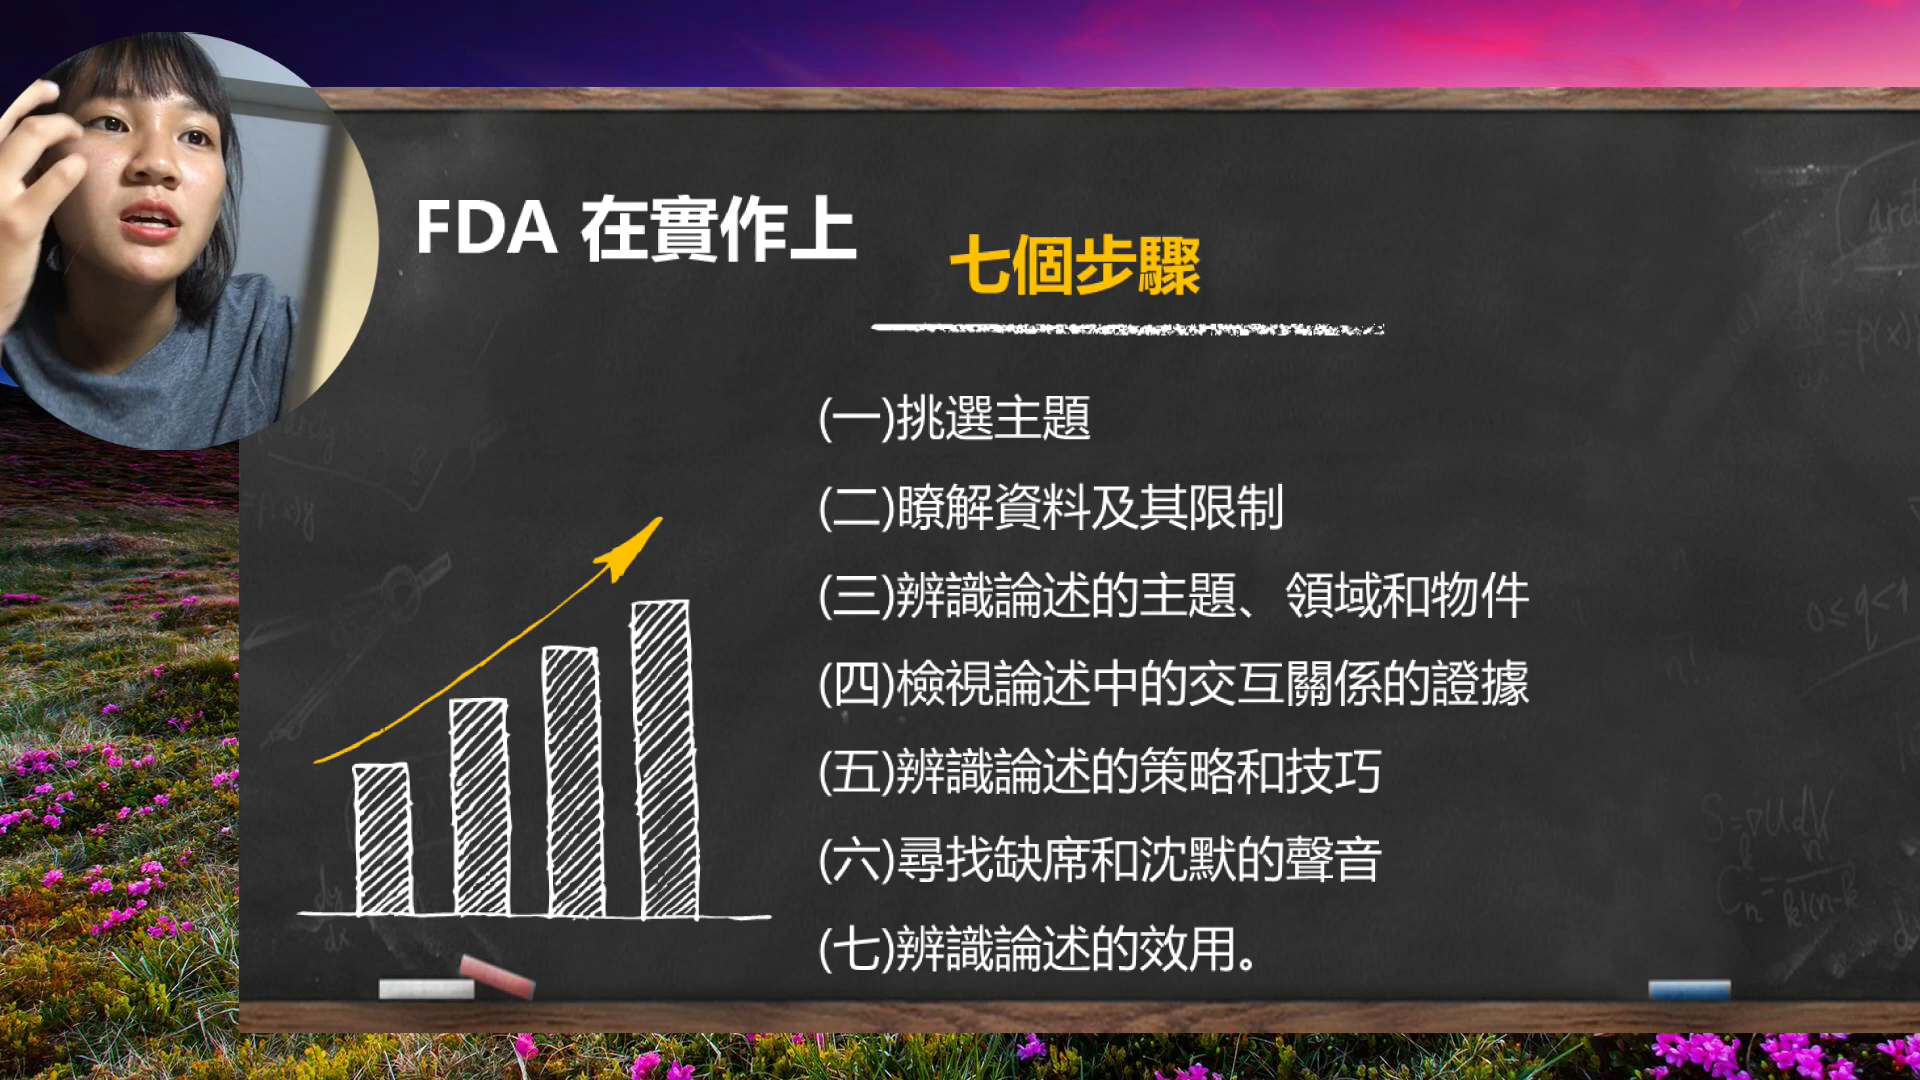 FDA 在實作上
七個步驟
(一)挑選主題
(二)瞭解資料及其限制
(三)辨識論述的主題、領域和物件
(四)檢視論述中的交互關係的證據
(五)辨識論述的策略和技巧
(六)尋找缺席和沈默的聲音
(七)辨識論述的效用。